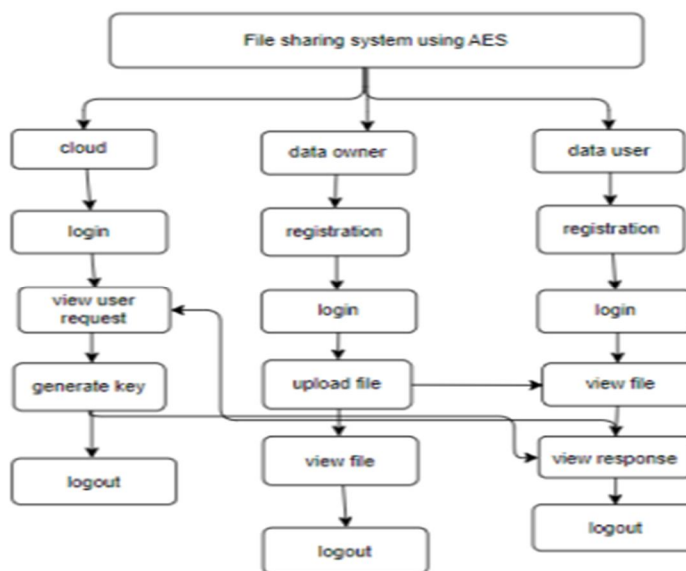 File sharing system using AES
cloud
data owner
data user
login
registration
registration
view user
request
login
login
generate key
upload file
view file
logout
view file
view response
logout
logout